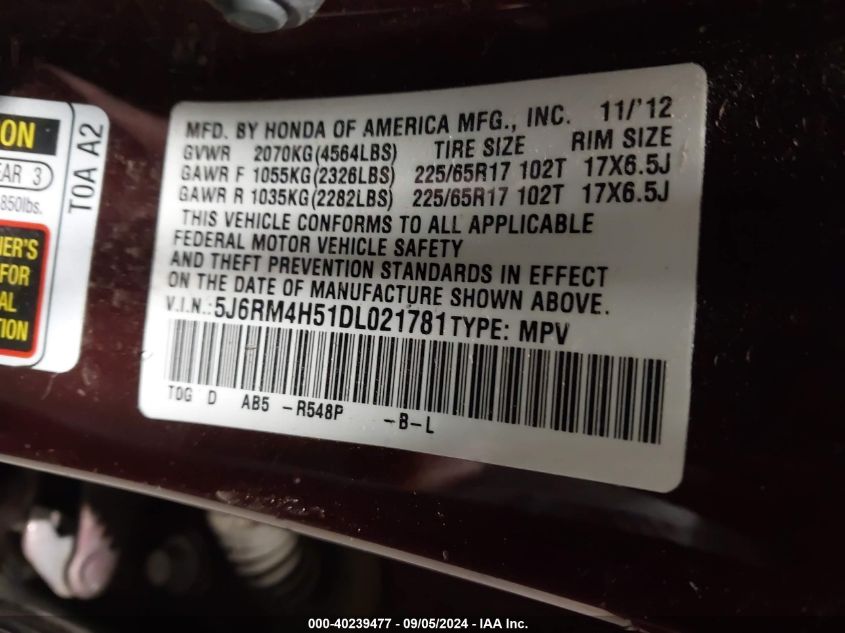 ON
EAR 3
850lbs.
ER'S
FOR
AL
TION
T0A A2
MFD. BY HONDA OF AMERICA MFG., INC. 11/'12
GVWR 2070KG(4564LBS) TIRE SIZE RIM SIZE
GAWR F 1055KG(2326LBS) 225/65R17 102T 17X6.5J
GAWR R 1035KG(2282LBS) 225/65R17 102T 17X6.5J
THIS VEHICLE CONFORMS TO ALL APPLICABLE
FEDERAL MOTOR VEHICLE SAFETY
AND THEFT PREVENTION STANDARDS IN EFFECT
ON THE DATE OF MANUFACTURE SHOWN ABOVE.
V.I.N.:5J6RM4H51DL021781 TYPE: MPV
T0G D AB5 -R548P -B-L
000-40239477 - 09/05/2024 - IAA Inc.